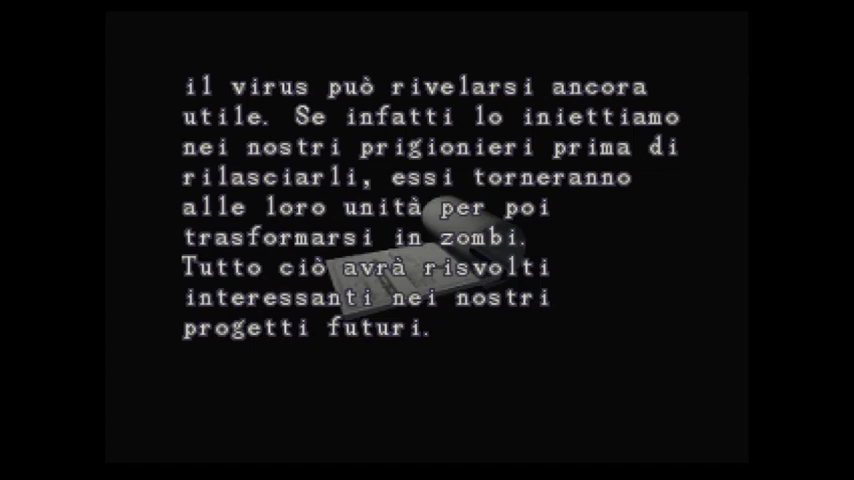 il virus può rivelarsi ancora
utile. Se infatti lo iniettiamo
nei nostri prigionieri prima di
rilasciarli, essi torneranno
alle loro unità per poi
trasformarsi in zombi.
Tutto ciò avrà risvolti
interessanti nei nostri
progetti futuri.